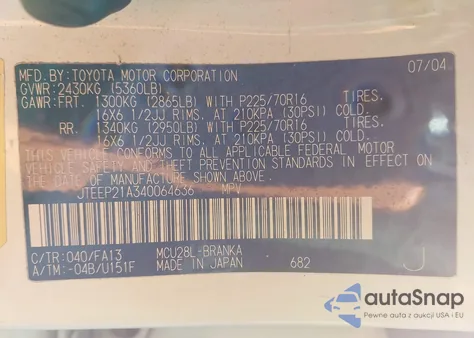 MFD.BY:TOYOTA MOTOR CORPORATION 07/04
GVWR:2430KG (5360LB)
GAWR:FRT. 1300KG (2865LB) WITH P225/70R16 TIRES.
16X6 1/2JJ RIMS, AT 210KPA (30PSI) COLD.
RR. 1340KG (2950LB) WITH P225/70R16 TIRES.
16X6 1/2JJ RIMS, AT 210KPA (30PSI) COLD.
THIS VEHICLE CONFORMS TO ALL APPLICABLE FEDERAL MOTOR
VEHICLE SAFETY AND THEFT PREVENTION STANDARDS IN EFFECT ON
THE DATE OF MANUFACTURE SHOWN ABOVE.
JTEEP21A340064636 MPV
C/TR:040/FA13 MCU28L-BRANKA J
A/TM:-04B/U151F MADE IN JAPAN 682
autoSnap
Pewne auta z aukcji USA i EU